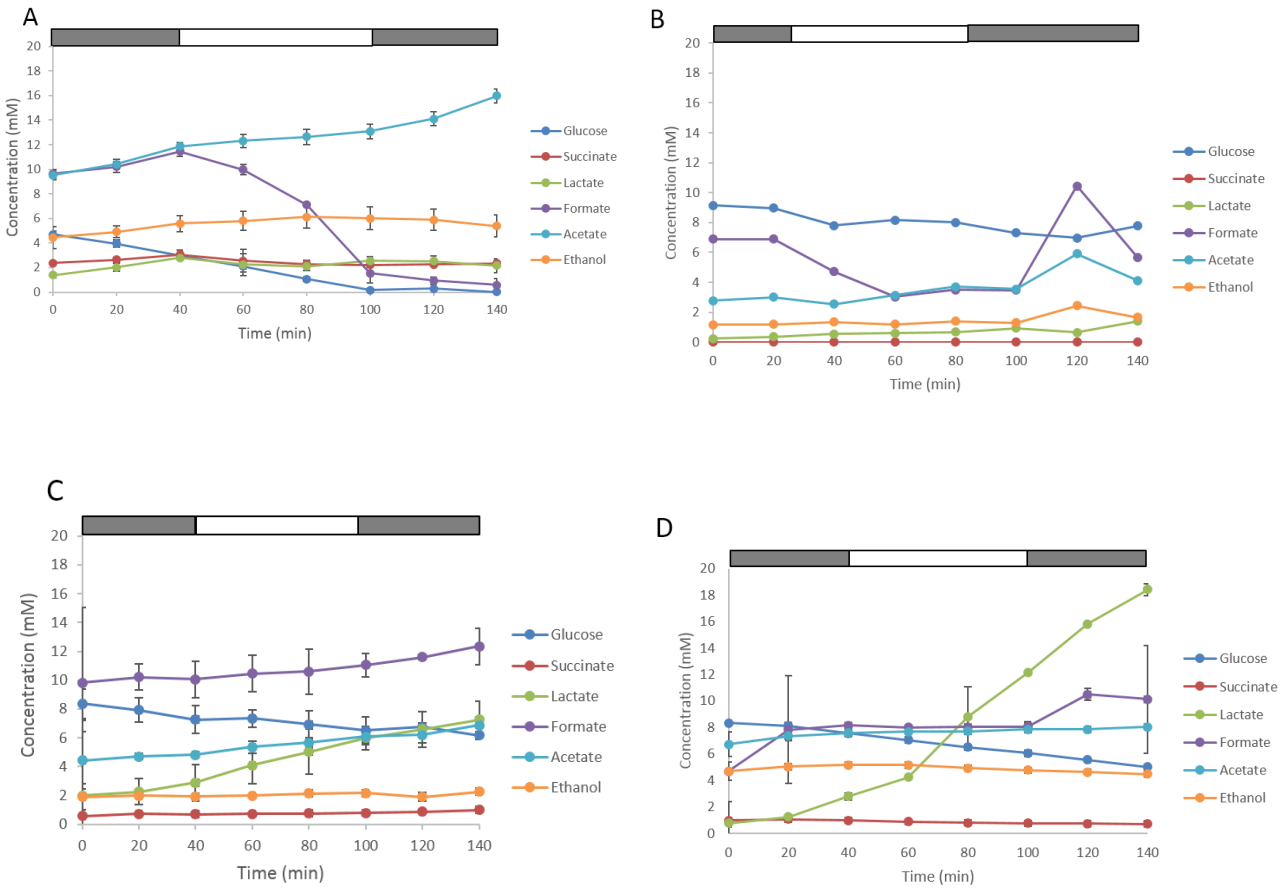 A
20
18
16
14
12
10
8
6
4
2
0
0 20 40 60 80 100 120 140
Concentration (mM)
Time (min)
Glucose
Succinate
Lactate
Formate
Acetate
Ethanol
B
20
18
16
14
12
10
8
6
4
2
0
0 20 40 60 80 100 120 140
Concentration (mM)
Time (min)
Glucose
Succinate
Lactate
Formate
Acetate
Ethanol
C
20
18
16
14
12
10
8
6
4
2
0
0 20 40 60 80 100 120 140
Concentration (mM)
Time (min)
Glucose
Succinate
Lactate
Formate
Acetate
Ethanol
D
20
18
16
14
12
10
8
6
4
2
0
0 20 40 60 80 100 120 140
Concentration (mM)
Time (min)
Glucose
Succinate
Lactate
Formate
Acetate
Ethanol